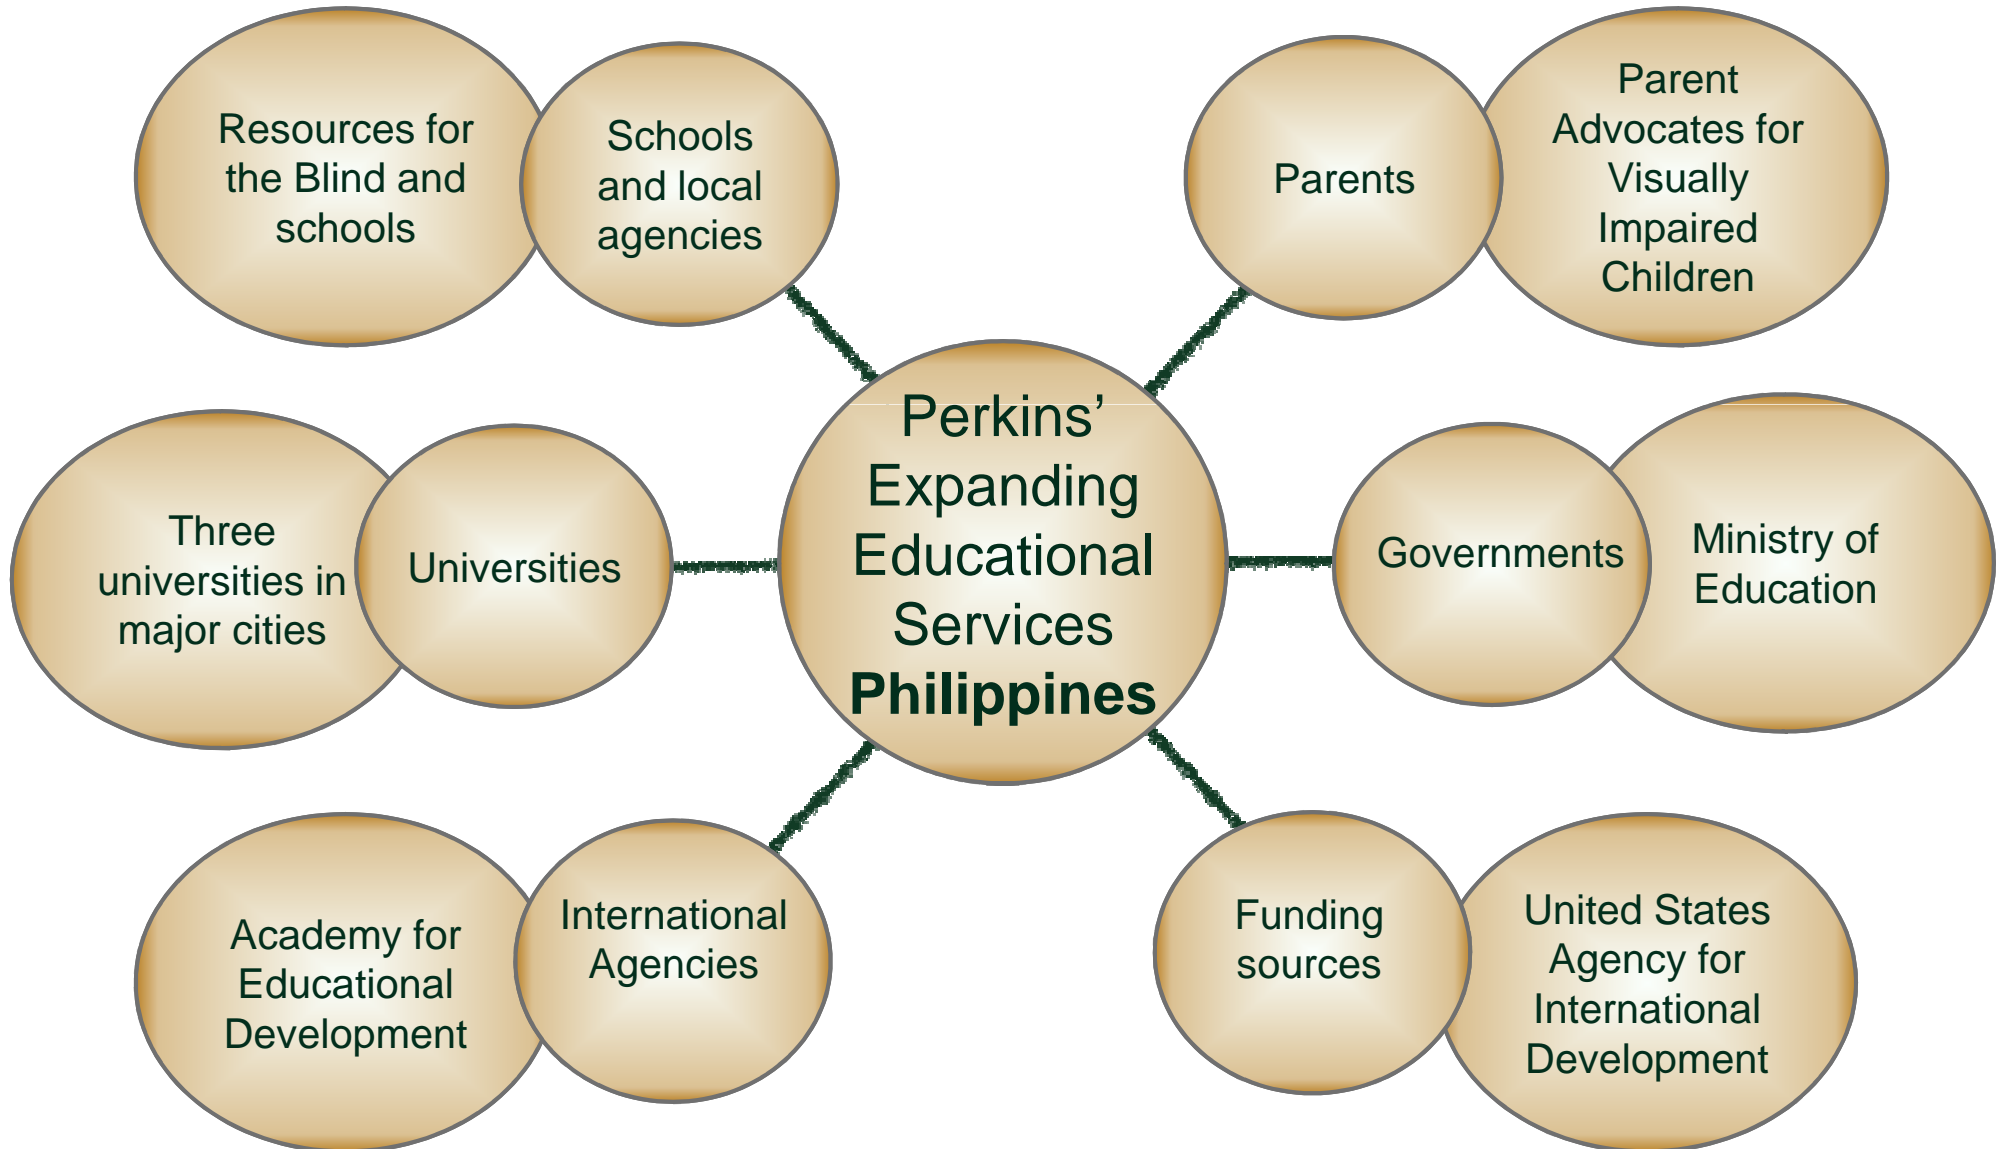 Resources for
the Blind and
schools
Schools
and local
agencies
Parents
Parent
Advocates for
Visually
Impaired
Children
Three
universities in
major cities
Universities
Perkins’
Expanding
Educational
Services
Philippines
Governments
Ministry of
Education
Academy for
Educational
Development
International
Agencies
Funding
sources
United States
Agency for
International
Development